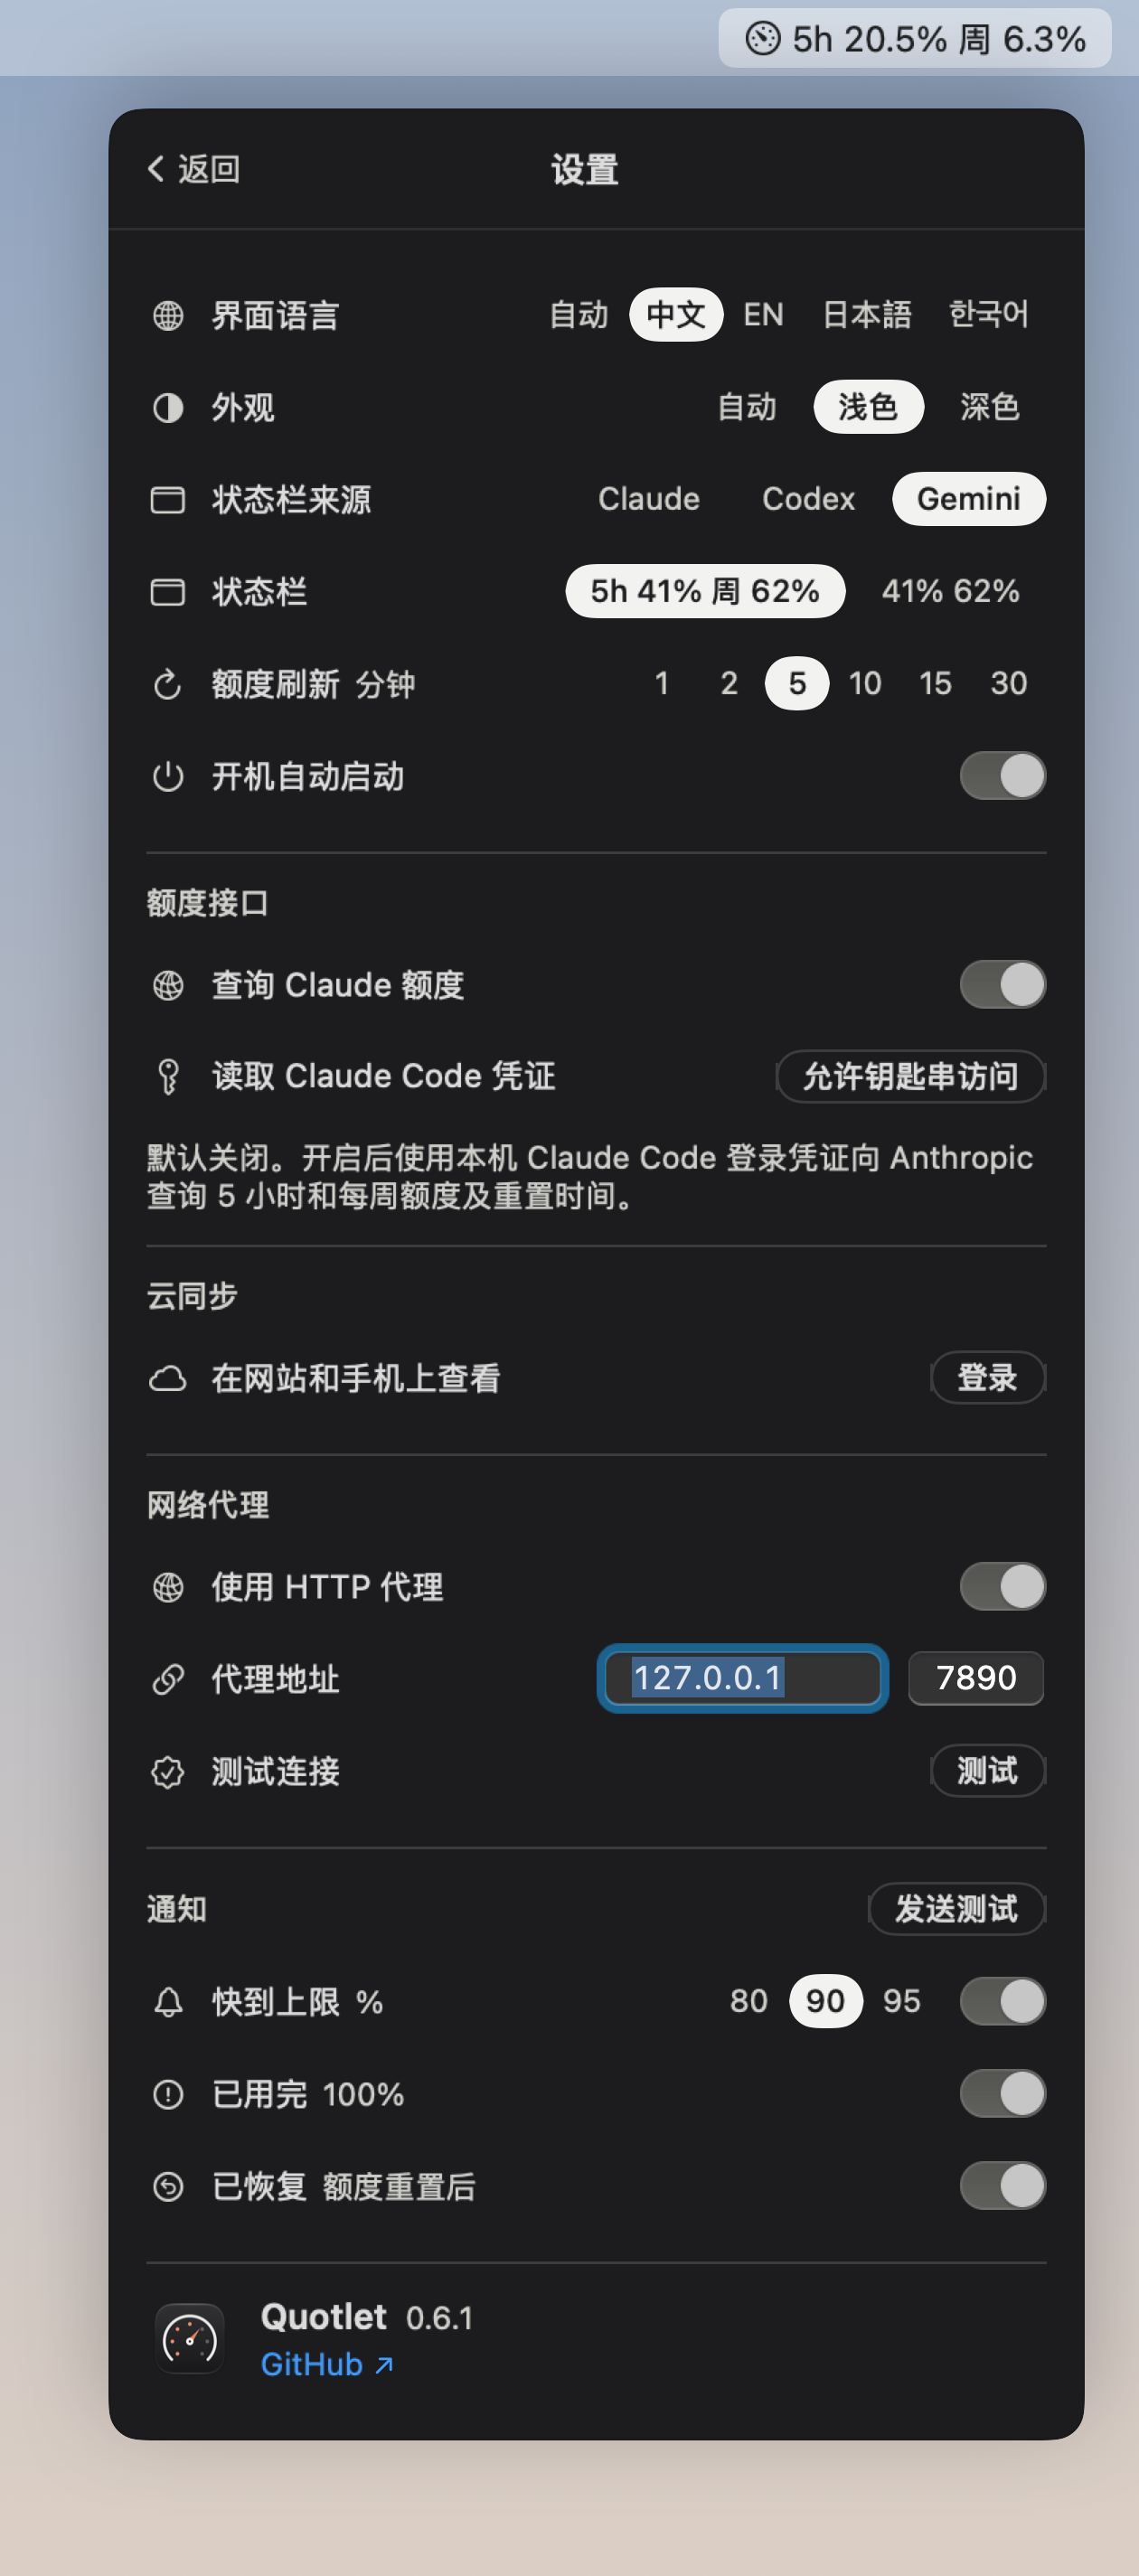 5h 20.5% 周 6.3%
返回
设置
界面语言 自动 中文 EN 日本語 한국어
外观 自动 浅色 深色
状态栏来源 Claude Codex Gemini
状态栏 5h 41% 周 62% 41% 62%
额度刷新 分钟 1 2 5 10 15 30
开机自动启动
额度接口
查询 Claude 额度
读取 Claude Code 凭证 允许钥匙串访问
默认关闭。开启后使用本机 Claude Code 登录凭证向 Anthropic
查询 5 小时和每周额度及重置时间。
云同步
在网站和手机上查看 登录
网络代理
使用 HTTP 代理
代理地址 127.0.0.1 7890
测试连接 测试
通知 发送测试
快到上限 % 80 90 95
已用完 100%
已恢复 额度重置后
Quotlet 0.6.1
GitHub ↗